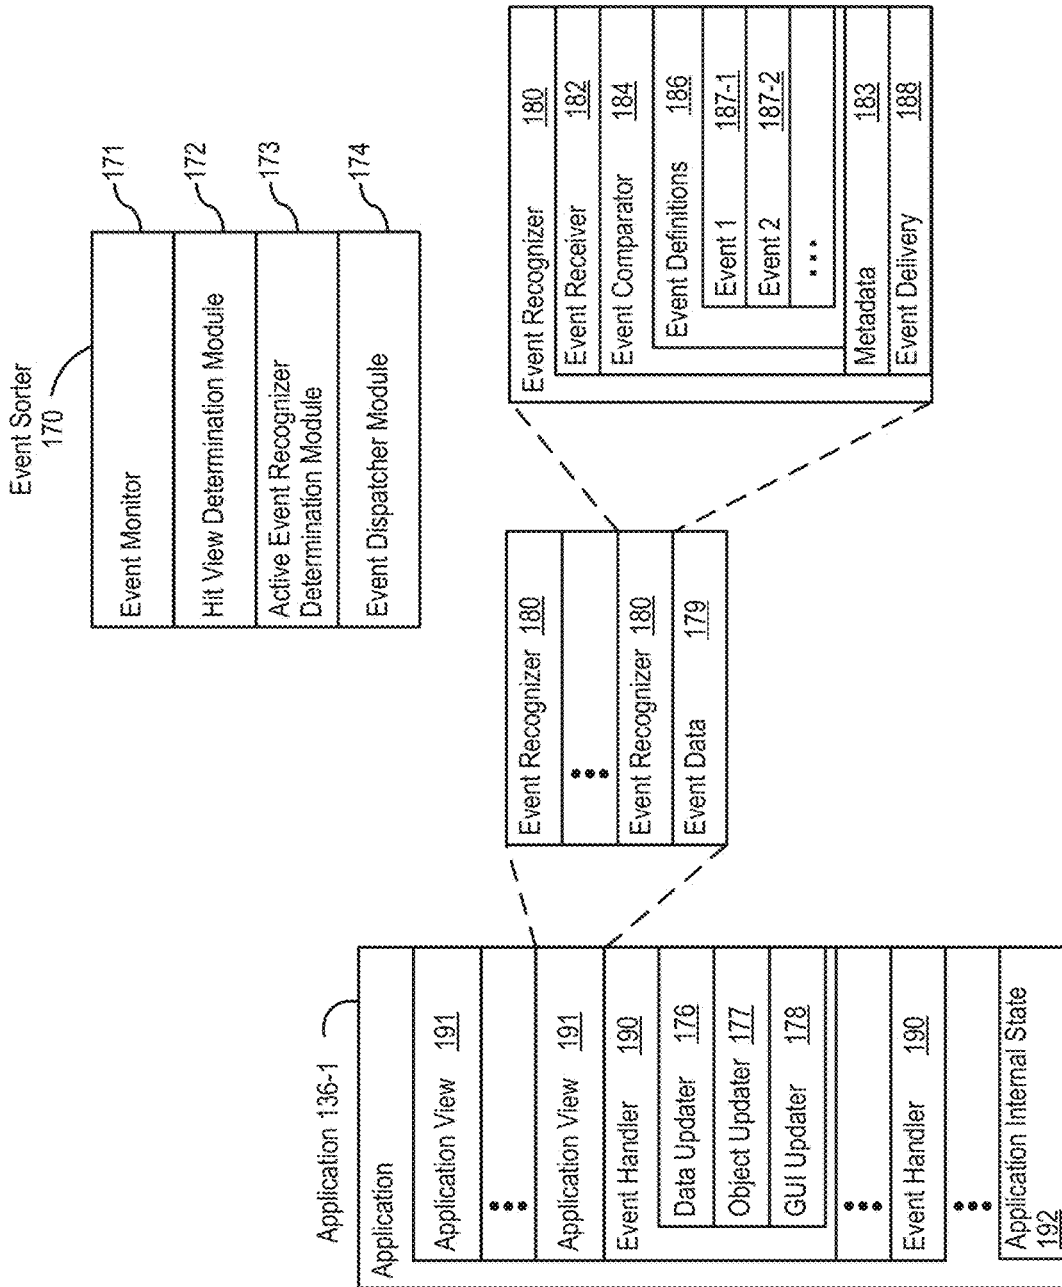 Event Sorter
170
Event Monitor
171
Hit View Determination Module
172
Active Event Recognizer
Determination Module
173
Event Dispatcher Module
174
Application 136-1
Application
Application View 191
•••
Application View 191
Event Handler 190
Data Updater 176
Object Updater 177
GUI Updater 178
•••
Event Handler 190
•••
Application Internal State
192
Event Recognizer 180
•••
Event Recognizer 180
Event Data 179
Event Recognizer 180
Event Receiver 182
Event Comparator 184
Event Definitions 186
Event 1 187-1
Event 2 187-2
•••
Metadata 183
Event Delivery 188